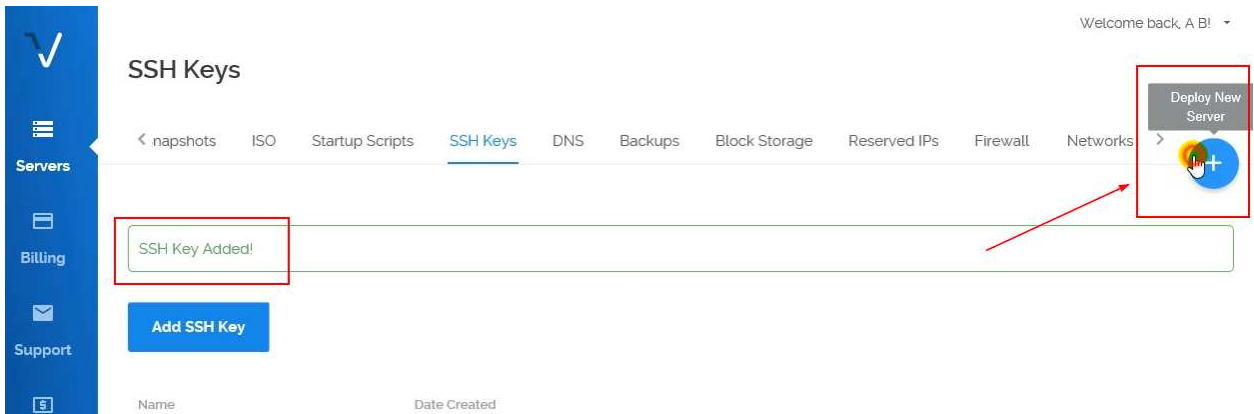 Welcome back, A B!
SSH Keys
Deploy New
Server
napshots ISO Startup Scripts SSH Keys DNS Backups Block Storage Reserved IPs Firewall Networks
Servers
SSH Key Added!
Billing
Add SSH Key
Support
Name Date Created